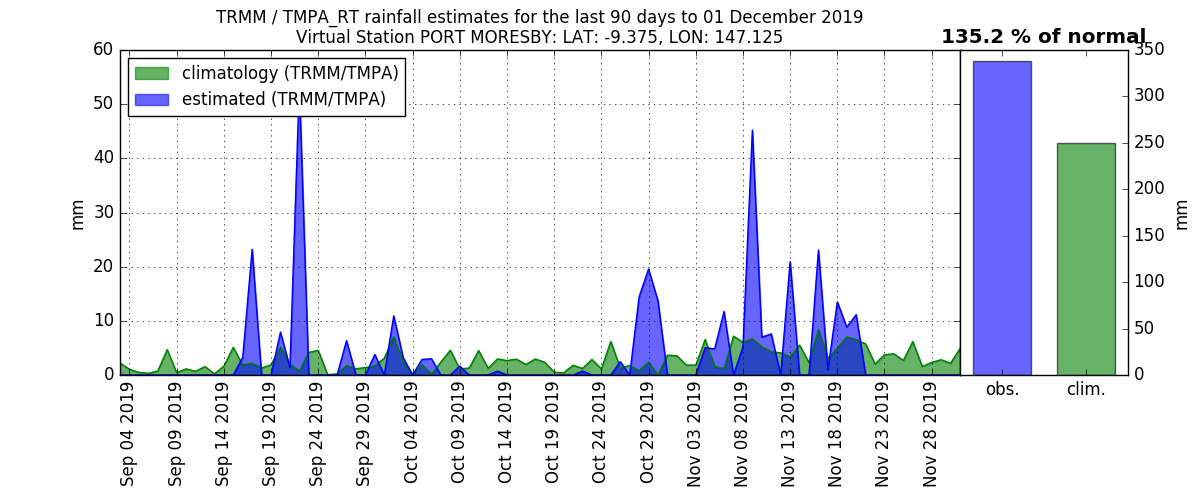 TRMM / TMPA_RT rainfall estimates for the last 90 days to 01 December 2019
Virtual Station PORT MORESBY: LAT: -9.375, LON: 147.125
135.2 % of normal
climatology (TRMM/TMPA)
estimated (TRMM/TMPA)
60
50
40
30
20
10
0
mm
Sep 04 2019
Sep 09 2019
Sep 14 2019
Sep 19 2019
Sep 24 2019
Sep 29 2019
Oct 04 2019
Oct 09 2019
Oct 14 2019
Oct 19 2019
Oct 24 2019
Oct 29 2019
Nov 03 2019
Nov 08 2019
Nov 13 2019
Nov 18 2019
Nov 23 2019
Nov 28 2019
obs.
clim.
350
300
250
200
150
100
50
0
mm